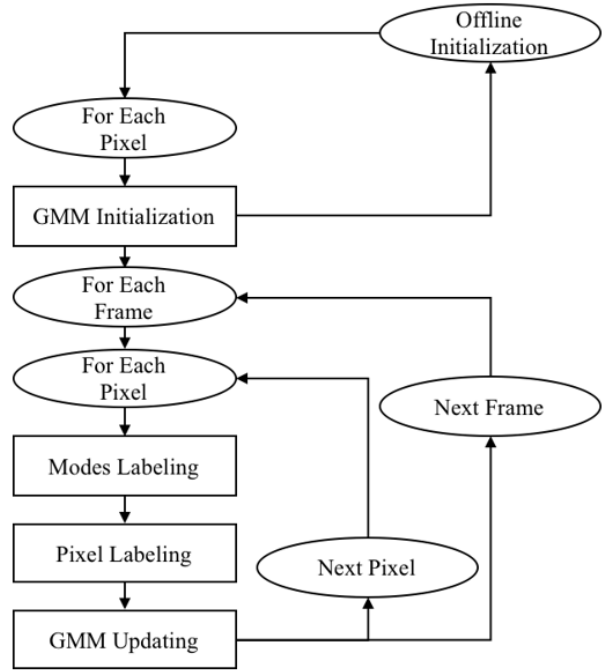 Offline
Initialization
For Each
Pixel
GMM Initialization
For Each
Frame
For Each
Pixel
Next Frame
Modes Labeling
Pixel Labeling
Next Pixel
GMM Updating